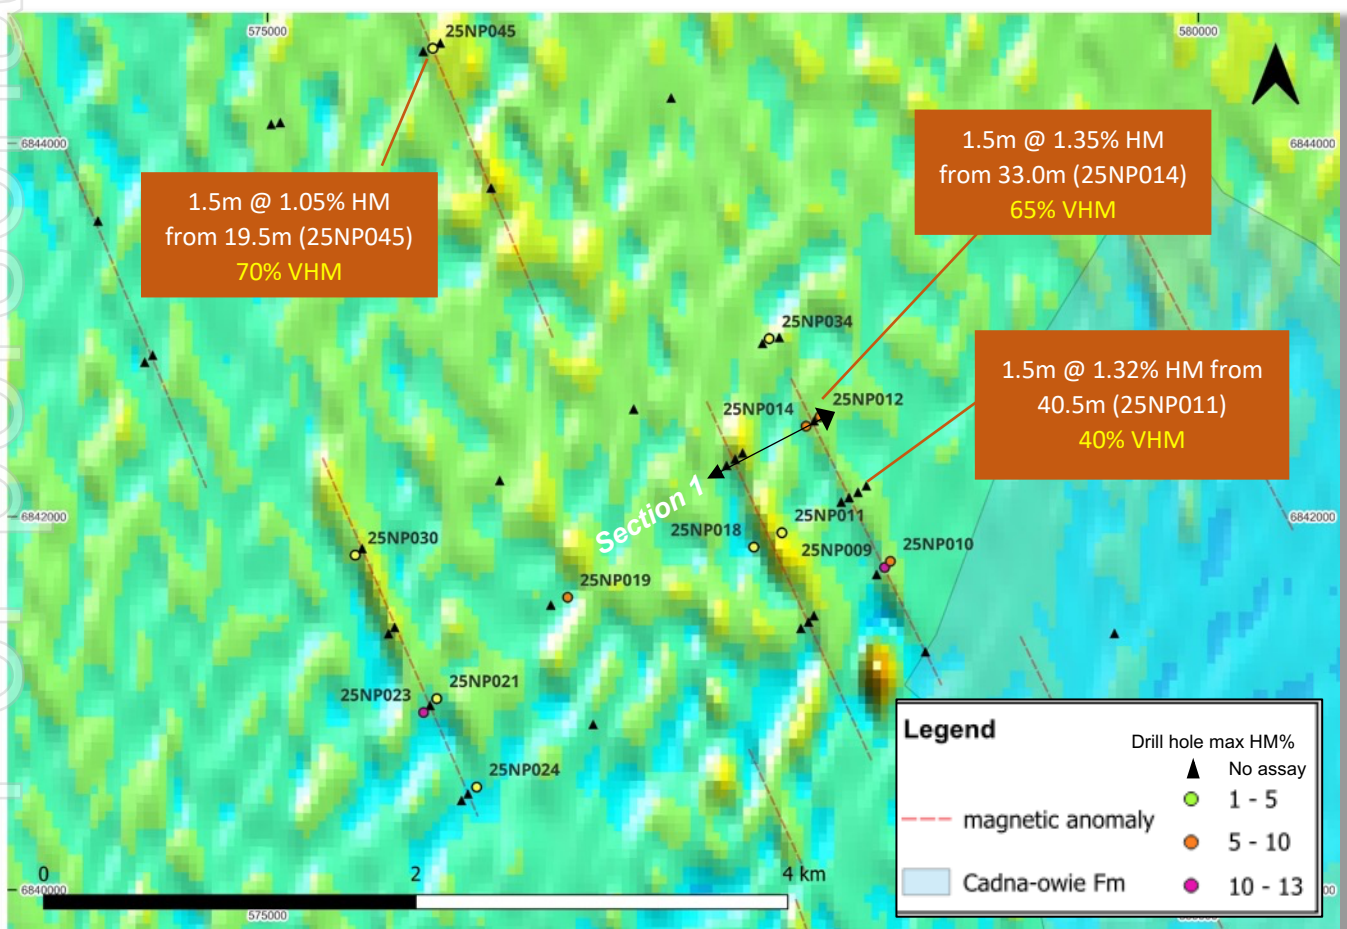 575000
580000
25NP045
6844000
6844000
1.5m @ 1.35% HM
from 33.0m (25NP014)
65% VHM
1.5m @ 1.05% HM
from 19.5m (25NP045)
70% VHM
25NP034
1.5m @ 1.32% HM from
40.5m (25NP011)
40% VHM
25NP014
25NP012
Section 1
6842000
6842000
25NP011
25NP018
25NP030
25NP009
25NP010
25NP019
25NP021
25NP023
25NP024
Legend
Drill hole max HM%
No assay
1 - 5
magnetic anomaly
5 - 10
Cadna-owie Fm
10 - 13
0
2
4 km
6840000
575000